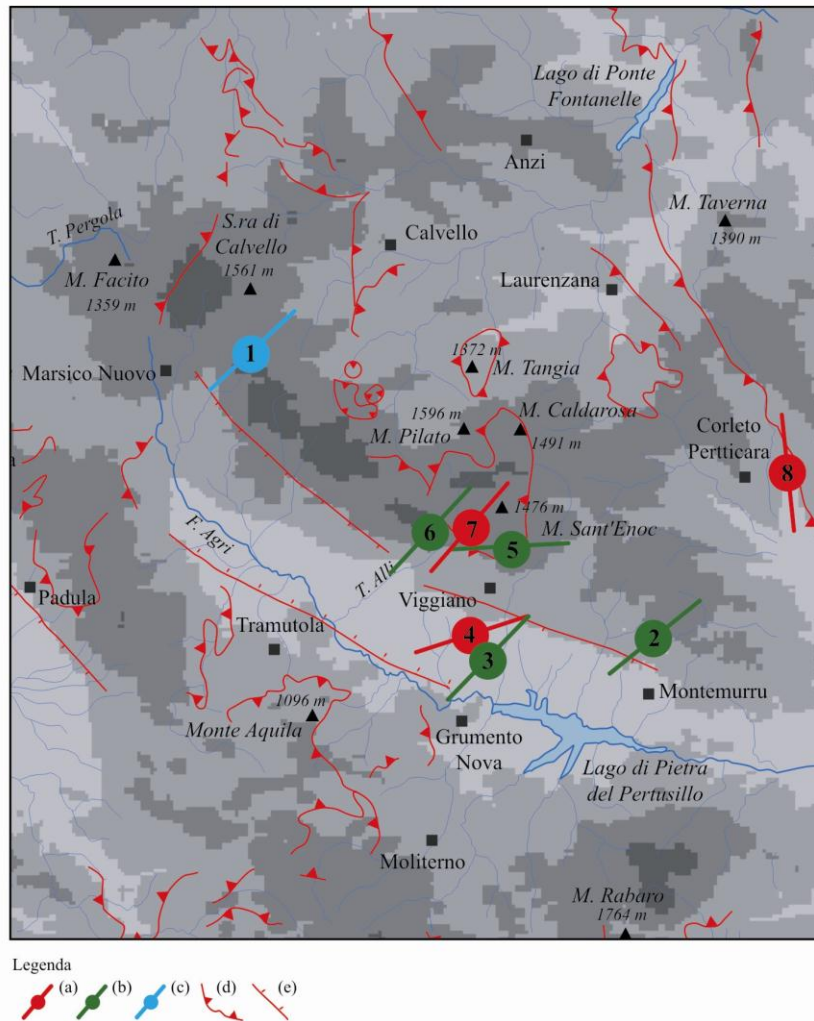 Lago di Ponte
Fontanelle
Anzi
M. Taverna
1390 m
T. Pergola
S.ra di
Calvello
1561 m
Calvello
M. Facito
1359 m
Laurenzana
1
Marsico Nuovo
1372 m
M. Tangia
1596 m
M. Caldarosa
M. Pilato
1491 m
Corleto
Pertticara
8
a
1476 m
M. Sant'Enoc
6
7
5
F. Agri
T. Alli
Padula
Viggiano
Tramutola
4
3
2
Montemurru
1096 m
Monte Aquila
Grumento
Nova
Lago di Pietra
del Pertusillo
Moliterno
M. Rabaro
1764 m
Legenda
(a) (b) (c) (d) (e)